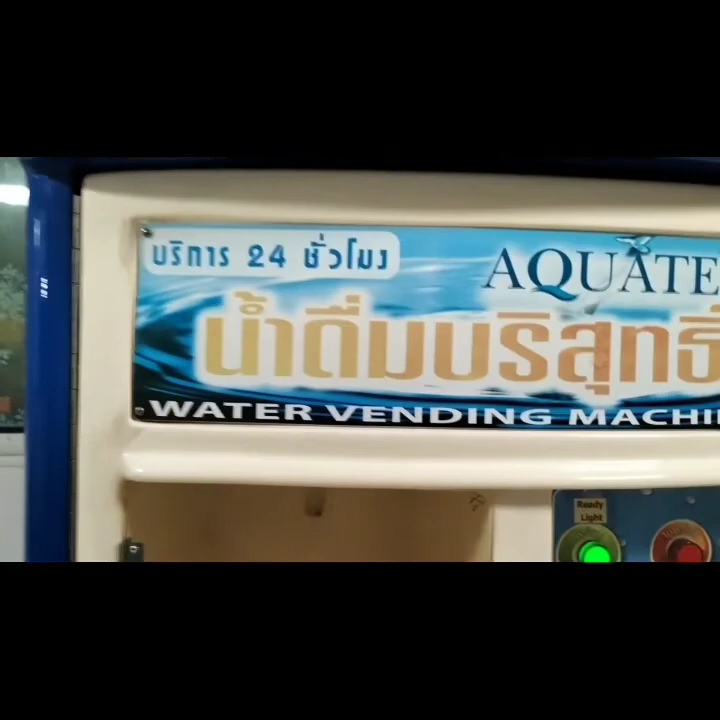 บริการ 24 ชั่วโมง
AQUATE
น้ำดื่มบริสุทธิ์
WATER VENDING MACHI
Ready
Light